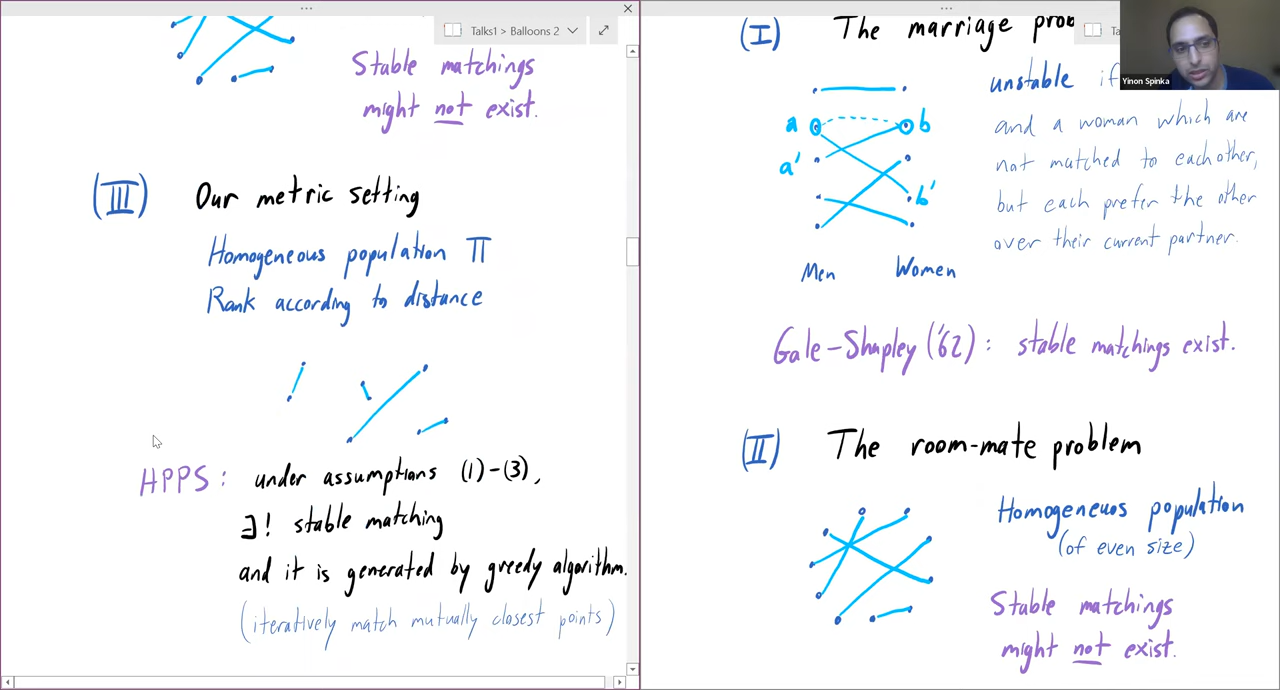 Talks1 > Balloons 2
Stable matchings
might not exist.
(III) Our metric setting
Homogeneous population Π
Rank according to distance
HPPS: under assumptions (1)-(3),
∃! stable matching
and it is generated by greedy algorithm.
(iteratively match mutually closest points)
(I) The marriage
Yinon Spinka
unstable if
a b
and a woman which are
a'
not matched to each other,
b'
but each prefer the other
over their current partner.
Men Women
Gale-Shapley ('62): stable matchings exist.
(II) The room-mate problem
Homogeneous population
(of even size)
Stable matchings
might not exist.